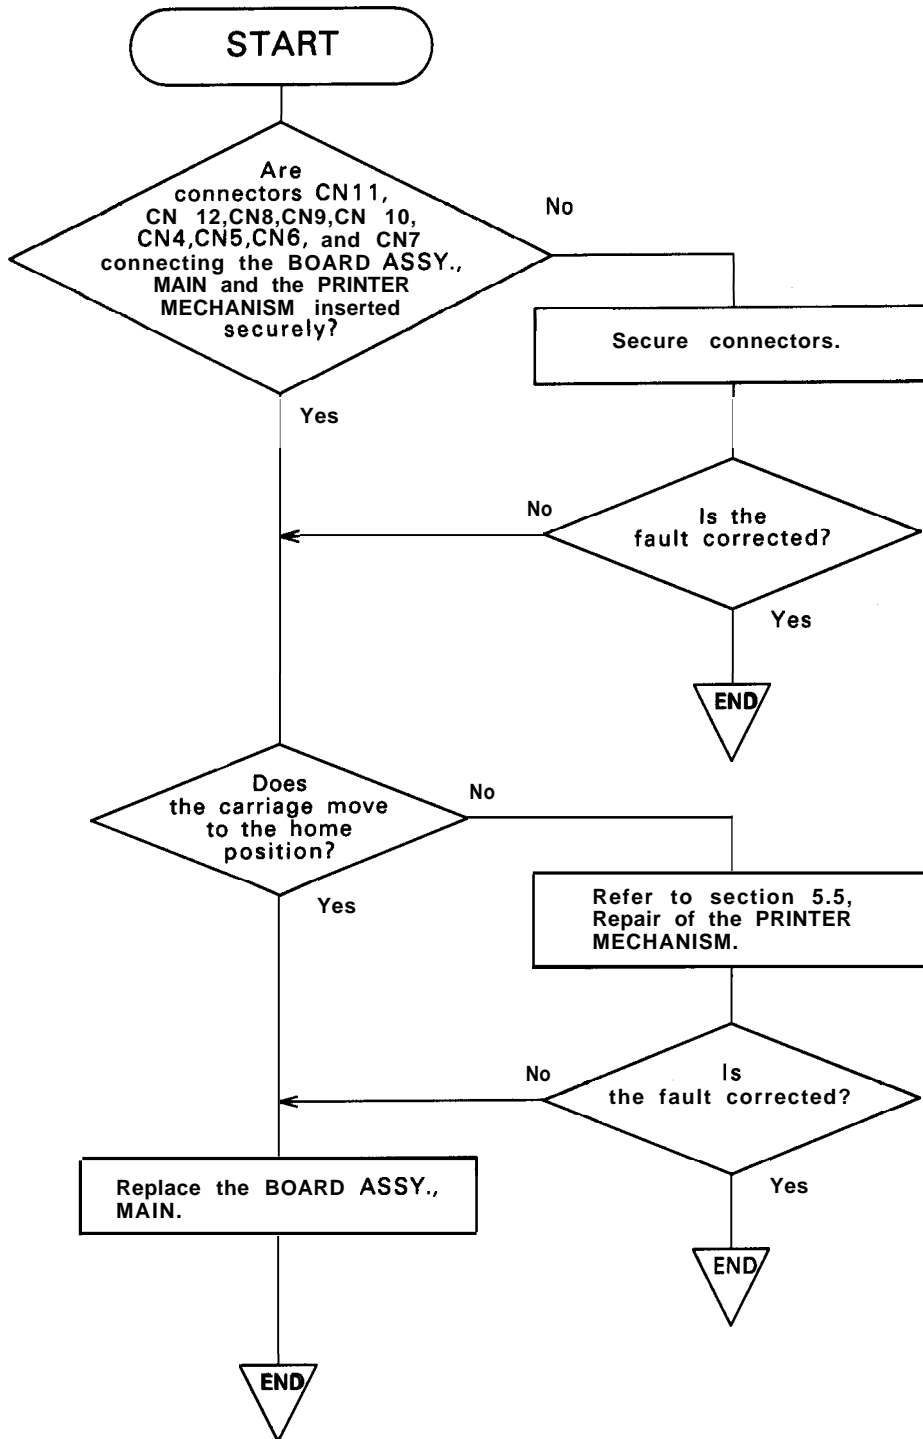 START
Are
connectors CN11,
CN 12,CN8,CN9,CN 10,
CN4,CN5,CN6, and CN7
connecting the BOARD ASSY.,
MAIN and the PRINTER
MECHANISM inserted
securely?
No
Secure connectors.
Yes
No
Is the
fault corrected?
Yes
END
Does
the carriage move
to the home
position?
No
Yes
Refer to section 5.5,
Repair of the PRINTER
MECHANISM.
No
Is
the fault corrected?
Yes
END
Replace the BOARD ASSY.,
MAIN.
END